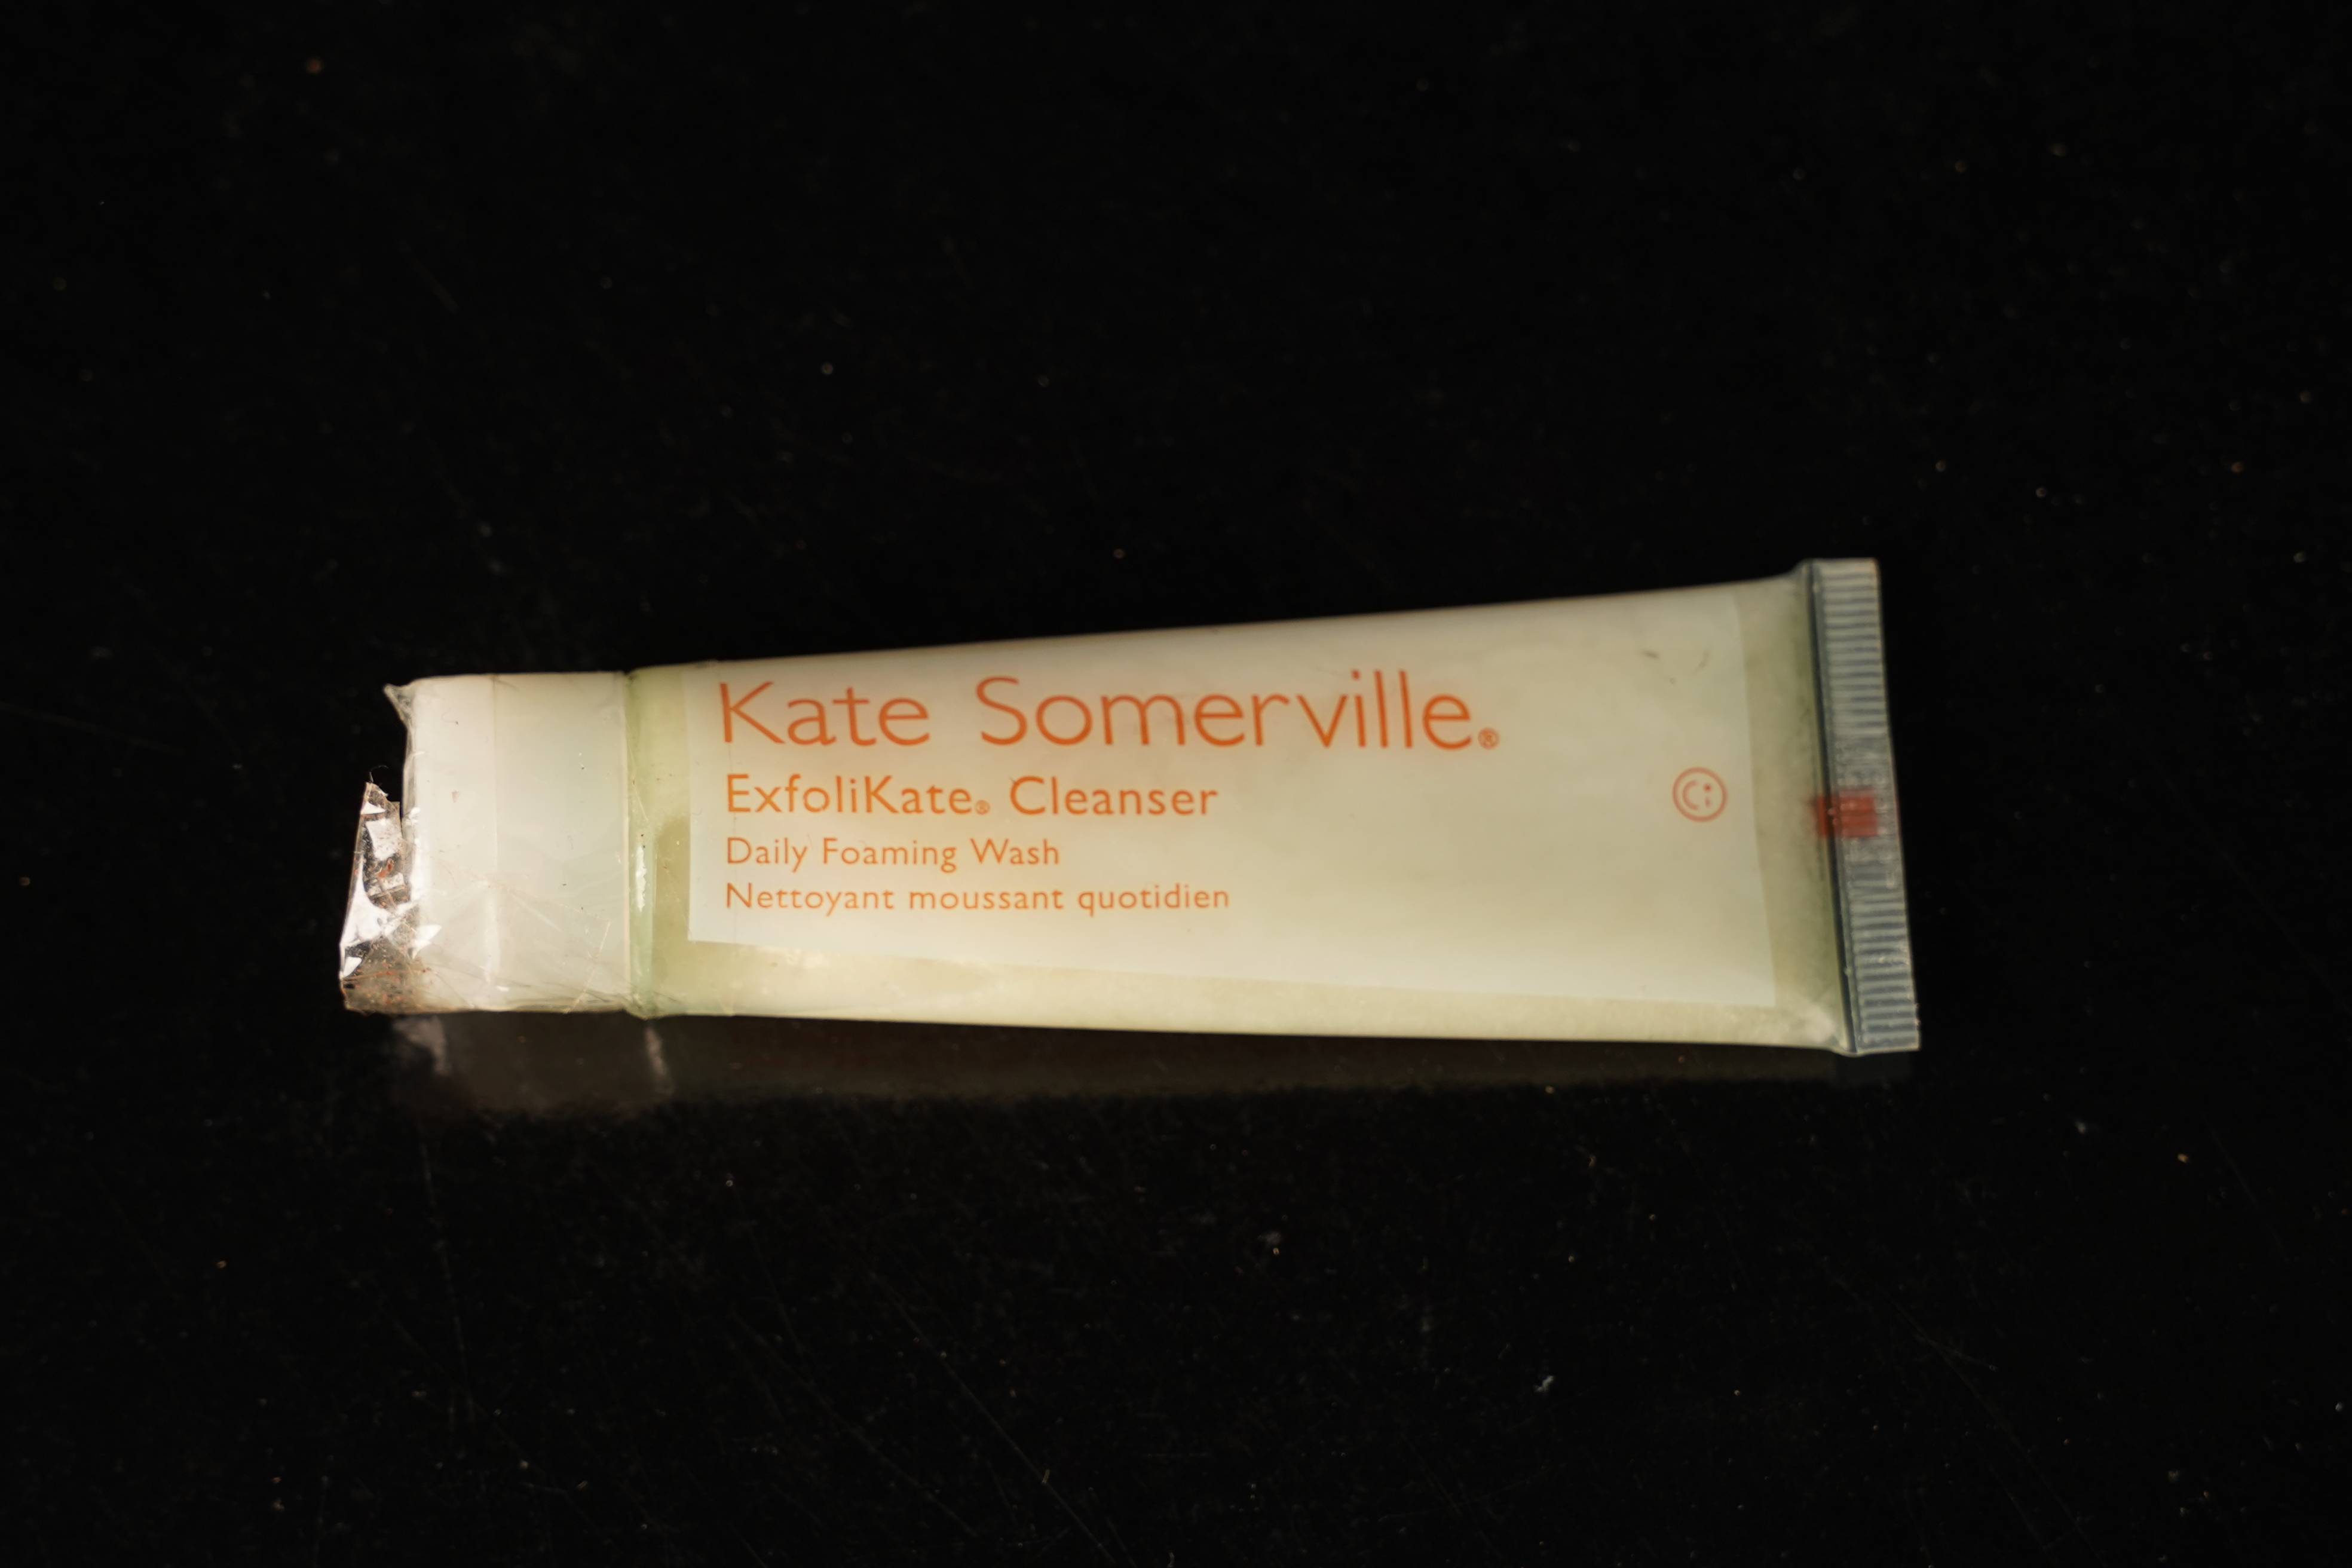 Kate Somerville®
ExfoliKate® Cleanser
Daily Foaming Wash
Nettoyant moussant quotidien